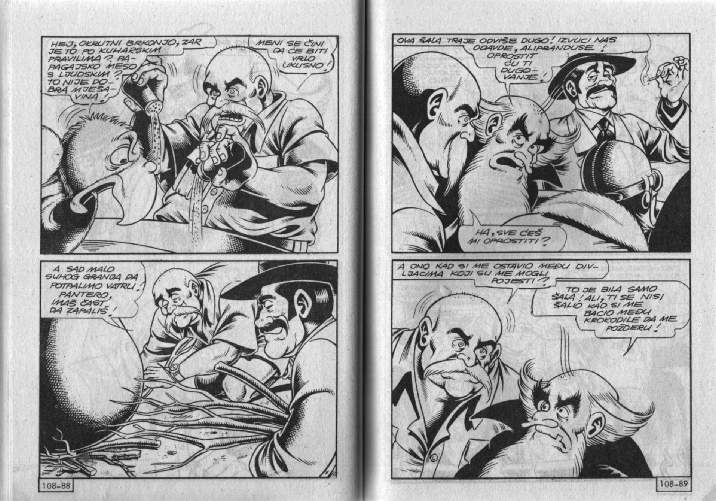 HEJ, OKRUTNI BRKONJO, ZAR
JE TO PO KUHARSKIM
PRAVILIMA? PA-
PAGAJSKO MESO
S LJUDSKIM?
TO NIJE DO-
BRA MJEŠA-
VINA!
MENI SE ČINI
DA ĆE BITI
VRLO
UKUSNO!
A SAD MALO
SUHOG GRANJA DA
POTPALIMO VATRU!
PANTERO,
IMAŠ ČAST
DA ZAPALIŠ!
108-88
OVA ŠALA TRAJE ODVIŠE DUGO! IZVUCI NAS
ODAVDE, ALIPRANDUSE!
OPROSTIT
ĆU TI
DUGO-
VANJE!
HA, SVE ĆEŠ
MI OPROSTITI?
A ONO KAD SI ME OSTAVIO MEĐU DIV-
LJACIMA KOJI SU ME MOGLI
POJESTI?
TO JE BILA SAMO
ŠALA! ALI, TI SE NISI
ŠALIO KAD SI ME
BACIO MEĐU
KROKODILE DA ME
POŽDERU!
108-89